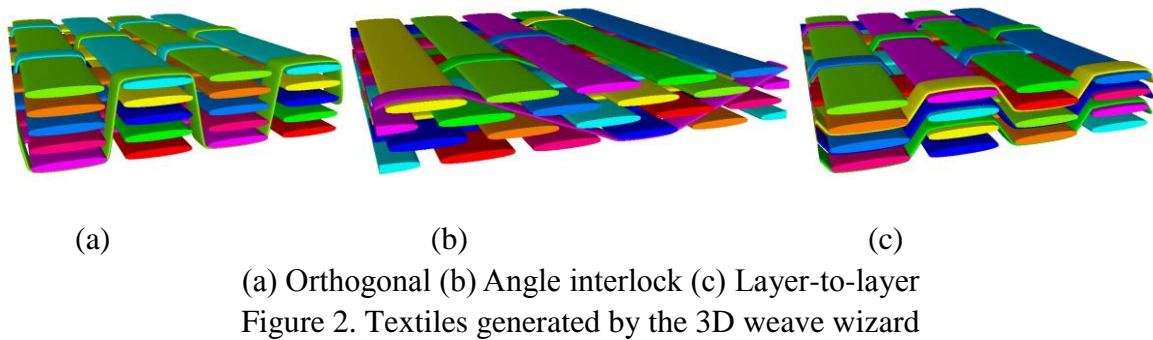 (a) (b) (c)
(a) Orthogonal (b) Angle interlock (c) Layer-to-layer
Figure 2. Textiles generated by the 3D weave wizard